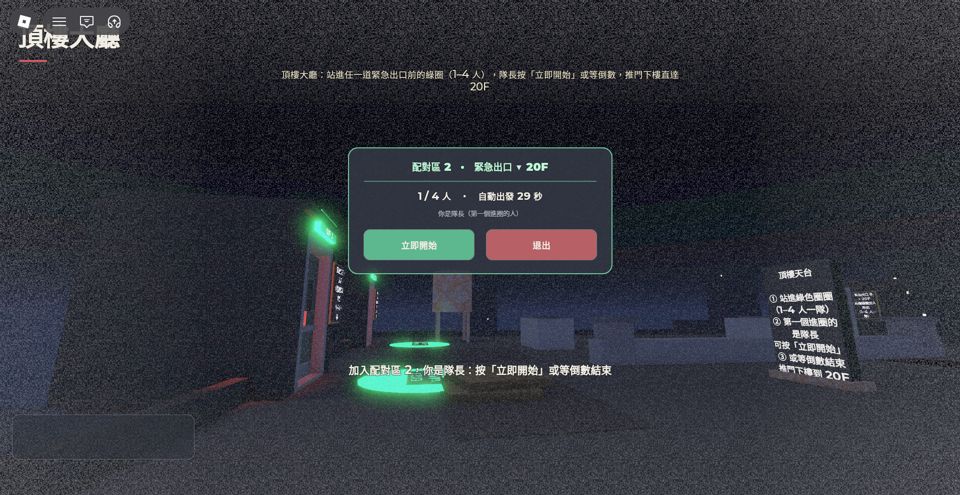 頂樓大廳
頂樓大廳：站進任一道緊急出口前的綠圈（1–4 人），隊長按「立即開始」或等倒數，推門下樓直達
20F
配對區 2 • 緊急出口 ▼ 20F
1 / 4 人 • 自動出發 29 秒
你是隊長（第一個進圈的人）
立即開始
退出
頂樓天台
① 站進綠色圈圈
（1–4 人一隊）
② 第一個進圈的
是隊長
可按「立即開始」
③ 或等倒數結束
推門下樓到 20F
加入配對區 2：你是隊長：按「立即開始」或等倒數結束